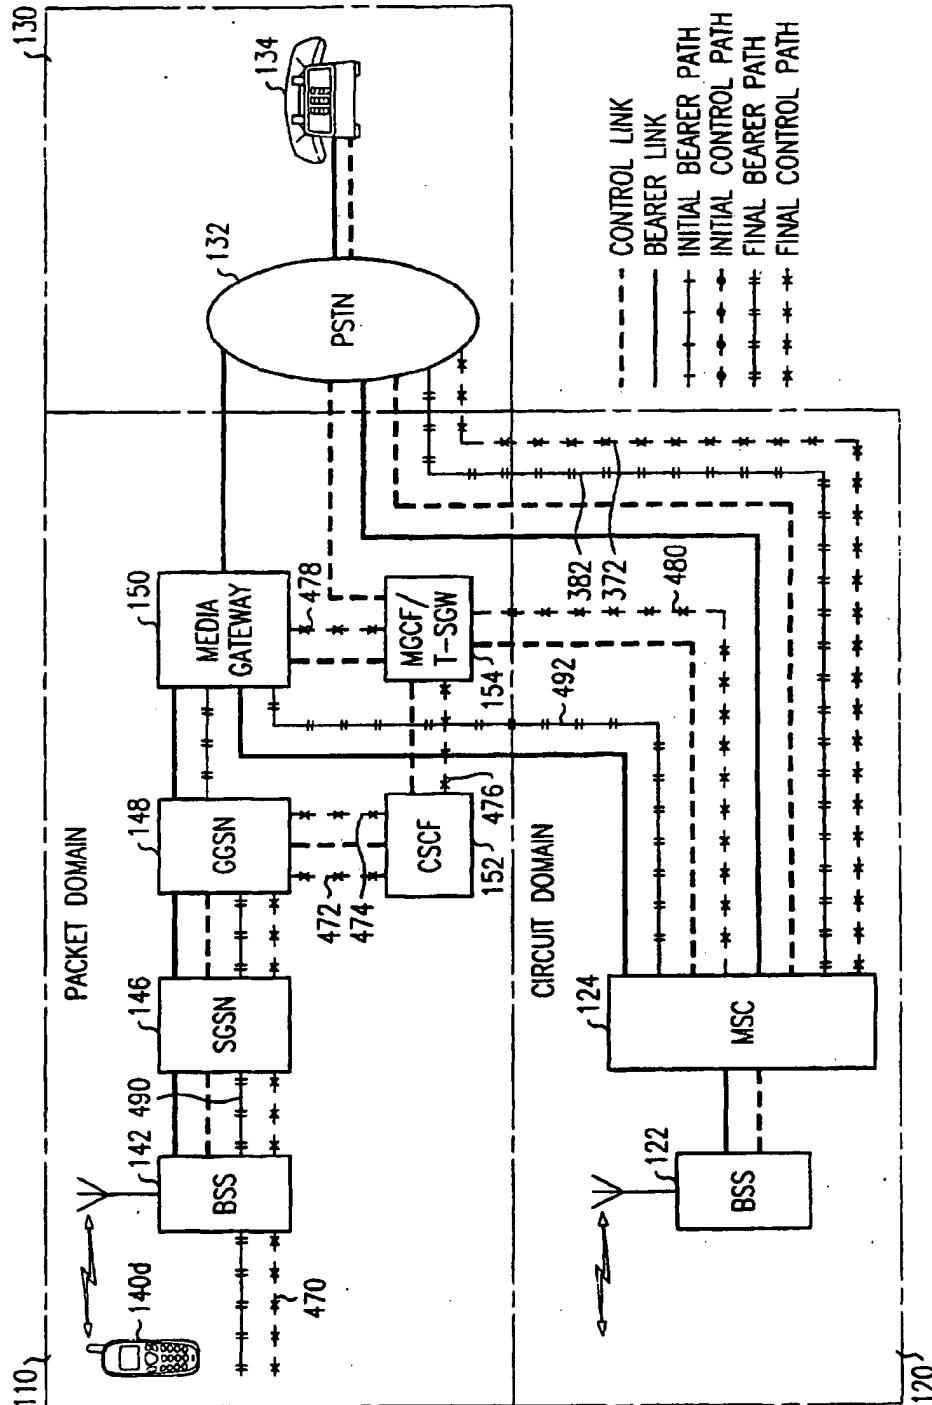 130
134
132
PSTN
150
MEDIA
GATEWAY
478
MGCF/
T-SGW
154
480
372
382
492
148
GGSN
472
474
476
CSCF
152
PACKET DOMAIN
146
SGSN
490
142
BSS
140d
470
110
CIRCUIT DOMAIN
124
MSC
122
BSS
120
CONTROL LINK
BEARER LINK
INITIAL BEARER PATH
INITIAL CONTROL PATH
FINAL BEARER PATH
FINAL CONTROL PATH